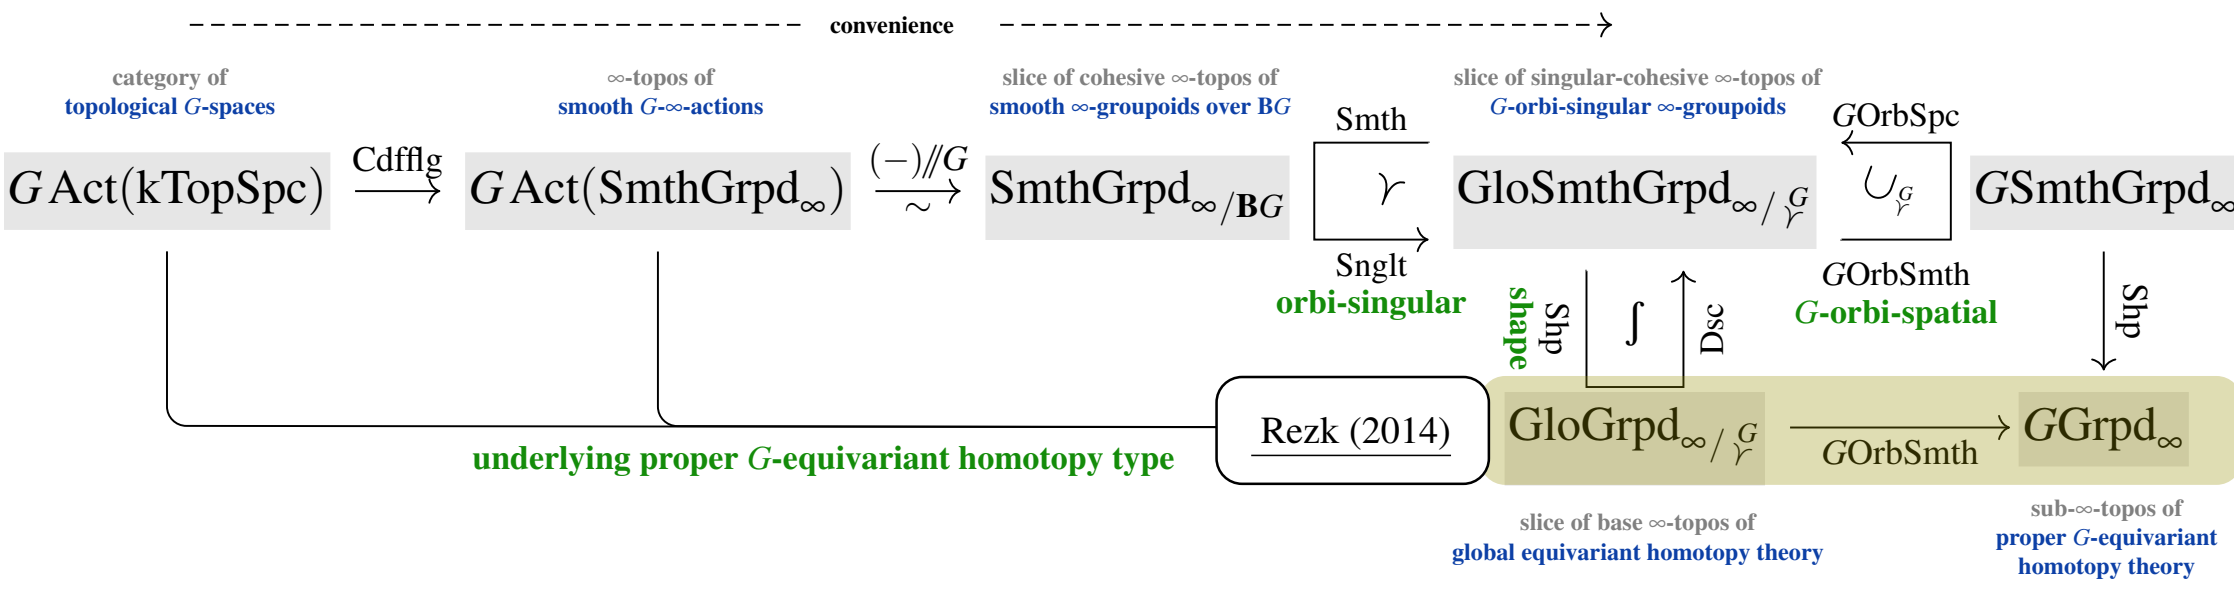 convenience
category of
topological G-spaces
∞-topos of
smooth G-∞-actions
slice of cohesive ∞-topos of
smooth ∞-groupoids over BG
slice of singular-cohesive ∞-topos of
G-orbi-singular ∞-groupoids
G Act(kTopSpc)
Cdfflg
G Act(SmthGrpd∞)
(−)//G
∼
SmthGrpd∞/BG
Smth
ʏ
Snglt
orbi-singular
GloSmthGrpd∞/ʏG
GOrbSpc
∪ʏG
GOrbSmth
G-orbi-spatial
GSmthGrpd∞
shape
Shp
∫
Dsc
Shp
underlying proper G-equivariant homotopy type
Rezk (2014)
GloGrpd∞/ʏG
GOrbSmth
GGrpd∞
slice of base ∞-topos of
global equivariant homotopy theory
sub-∞-topos of
proper G-equivariant
homotopy theory